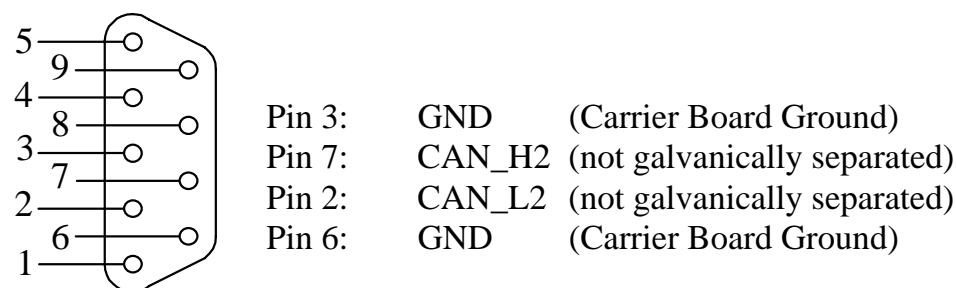 5
9
4
8
3
7
2
6
1
Pin 3: GND (Carrier Board Ground)
Pin 7: CAN_H2 (not galvanically separated)
Pin 2: CAN_L2 (not galvanically separated)
Pin 6: GND (Carrier Board Ground)